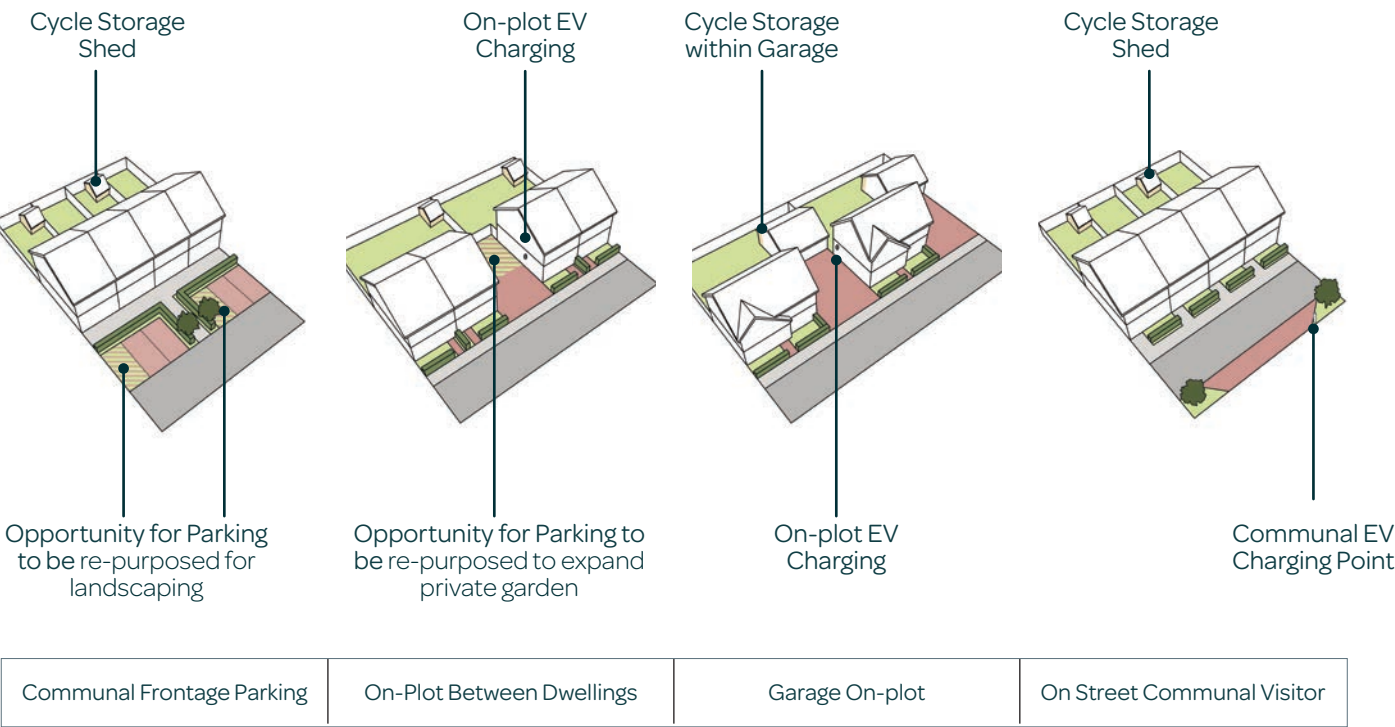 Cycle Storage
Shed
On-plot EV
Charging
Cycle Storage
within Garage
Cycle Storage
Shed
Opportunity for Parking
to be re-purposed for
landscaping
Opportunity for Parking to
be re-purposed to expand
private garden
On-plot EV
Charging
Communal EV
Charging Point
Communal Frontage Parking
On-Plot Between Dwellings
Garage On-plot
On Street Communal Visitor